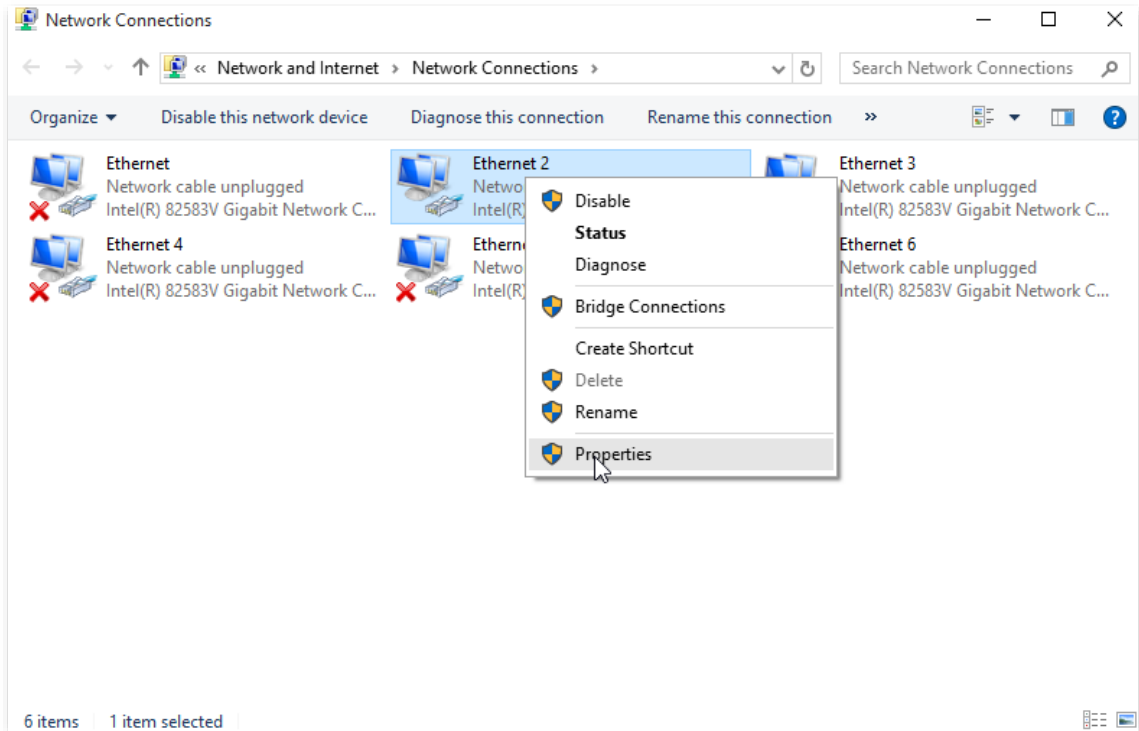 Network Connections
« Network and Internet > Network Connections >
Search Network Connections
Organize Disable this network device Diagnose this connection Rename this connection »
Ethernet
Network cable unplugged
Intel(R) 82583V Gigabit Network C...
Ethernet 2
Netwo
Intel(R)
Ethernet 3
Network cable unplugged
Intel(R) 82583V Gigabit Network C...
Ethernet 4
Network cable unplugged
Intel(R) 82583V Gigabit Network C...
Ethern
Netwo
Intel(R)
Ethernet 6
Network cable unplugged
Intel(R) 82583V Gigabit Network C...
Disable
Status
Diagnose
Bridge Connections
Create Shortcut
Delete
Rename
Properties
6 items 1 item selected